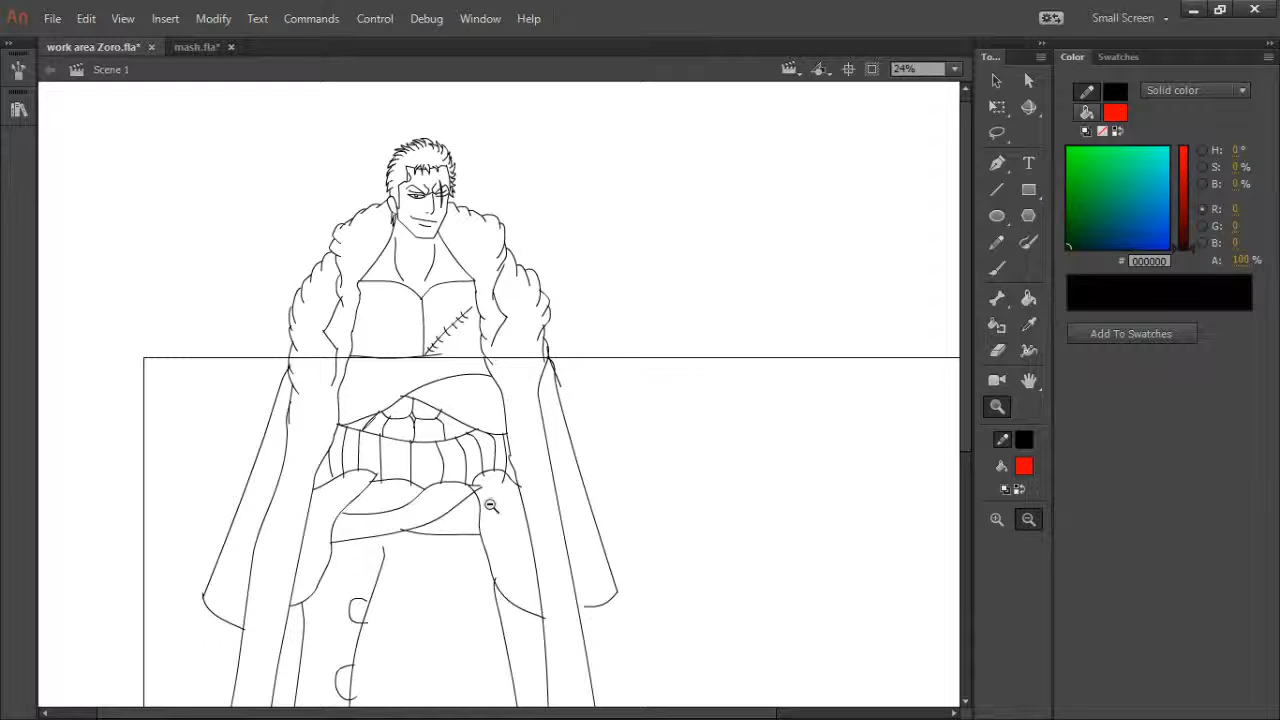 An File Edit View Insert Modify Text Commands Control Debug Window Help Small Screen
work area Zoro.fla* × mash.fla* ×
Scene 1 24%
To...
Color Swatches
Solid color
H: 0 °
S: 0 %
B: 0 %
R: 0
G: 0
B: 0
# 000000 A: 100 %
Add To Swatches